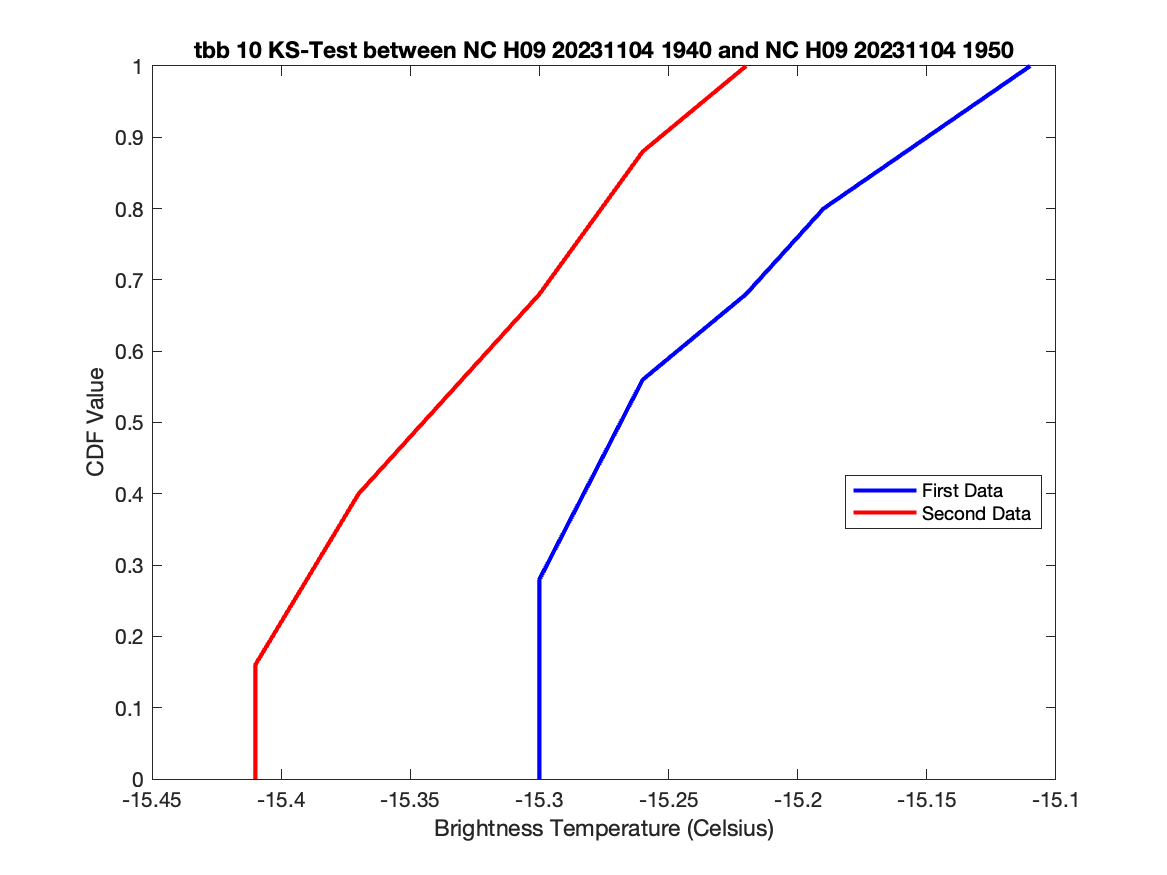 tbb 10 KS-Test between NC H09 20231104 1940 and NC H09 20231104 1950
1
0.9
0.8
0.7
0.6
0.5
0.4
0.3
0.2
0.1
0
CDF Value
First Data
Second Data
-15.45 -15.4 -15.35 -15.3 -15.25 -15.2 -15.15 -15.1
Brightness Temperature (Celsius)